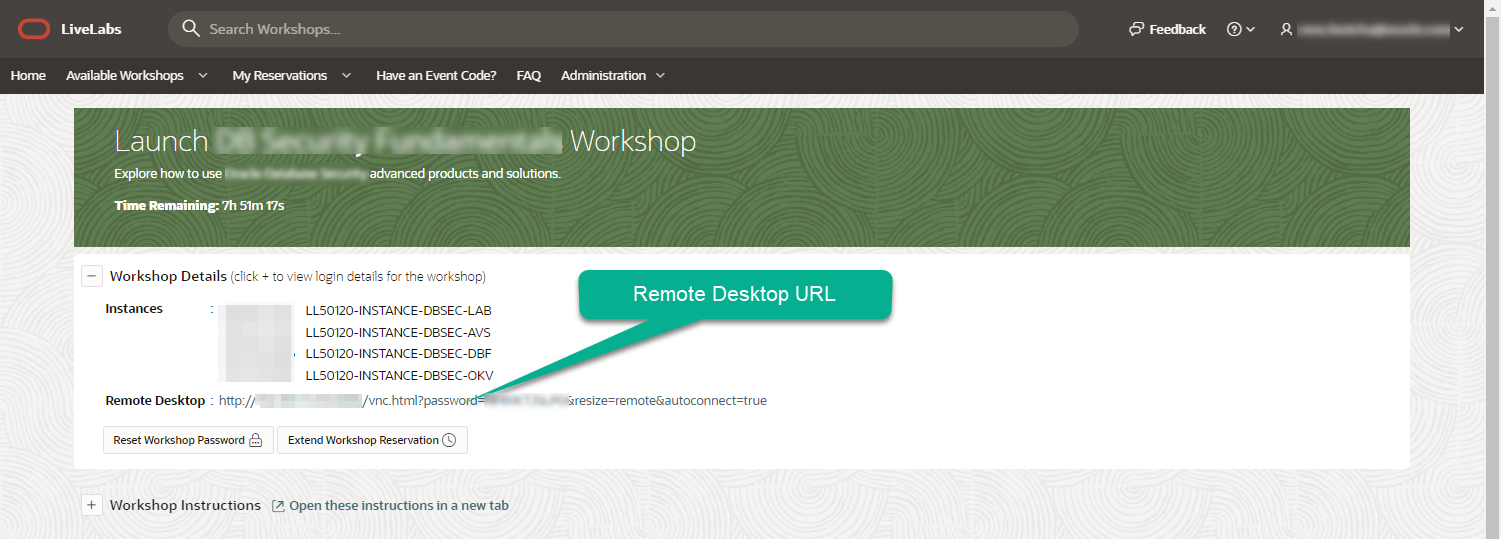 LiveLabs
Search Workshops...
Feedback
Home Available Workshops My Reservations Have an Event Code? FAQ Administration
Launch Workshop
Explore how to use advanced products and solutions.
Time Remaining: 7h 51m 17s
Workshop Details (click + to view login details for the workshop)
Remote Desktop URL
Instances : LL50120-INSTANCE-DBSEC-LAB
LL50120-INSTANCE-DBSEC-AVS
LL50120-INSTANCE-DBSEC-DBF
LL50120-INSTANCE-DBSEC-OKV
Remote Desktop : http:// /vnc.html?password= &resize=remote&autoconnect=true
Reset Workshop Password Extend Workshop Reservation
Workshop Instructions Open these instructions in a new tab